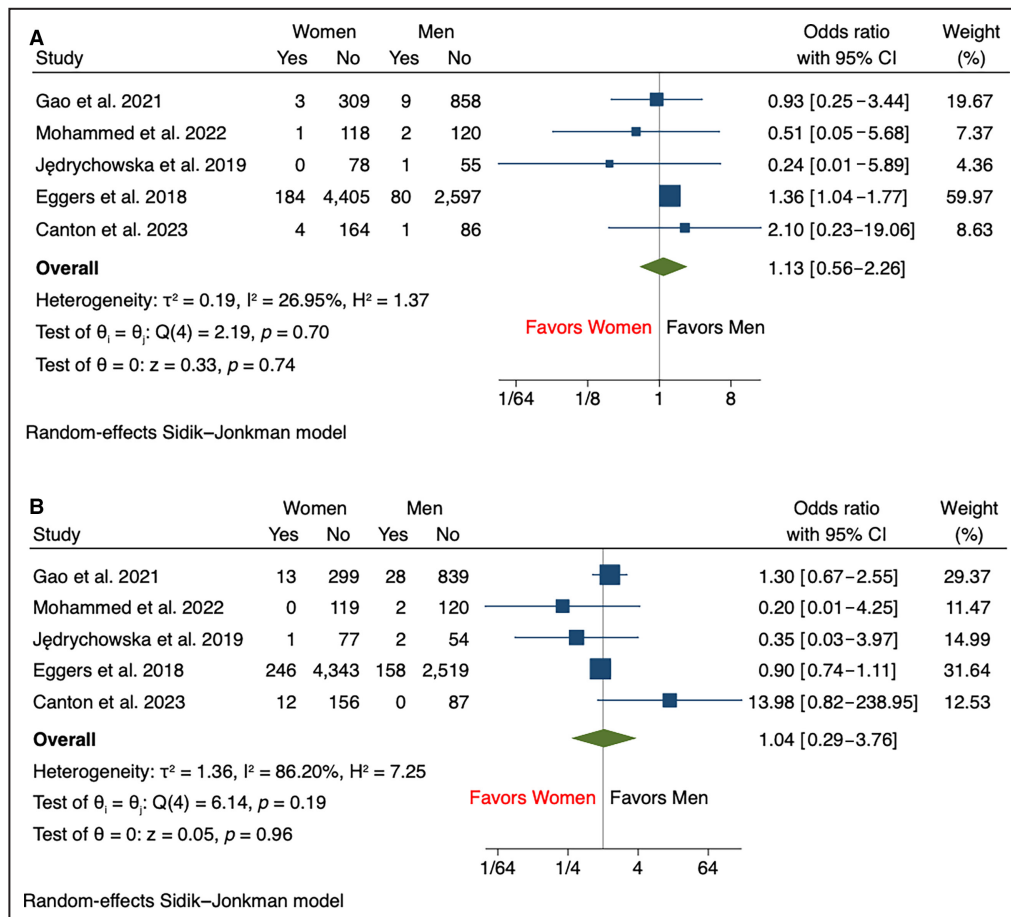 A
Women Men Odds ratio Weight
Study Yes No Yes No with 95% CI (%)
Gao et al. 2021 3 309 9 858 0.93 [0.25–3.44] 19.67
Mohammed et al. 2022 1 118 2 120 0.51 [0.05–5.68] 7.37
Jędrychowska et al. 2019 0 78 1 55 0.24 [0.01–5.89] 4.36
Eggers et al. 2018 184 4,405 80 2,597 1.36 [1.04–1.77] 59.97
Canton et al. 2023 4 164 1 86 2.10 [0.23–19.06] 8.63
Overall 1.13 [0.56–2.26]
Heterogeneity: τ² = 0.19, I² = 26.95%, H² = 1.37
Favors Women Favors Men
Test of θᵢ = θⱼ: Q(4) = 2.19, p = 0.70
Test of θ = 0: z = 0.33, p = 0.74
1/64 1/8 1 8
Random-effects Sidik–Jonkman model
B
Women Men Odds ratio Weight
Study Yes No Yes No with 95% CI (%)
Gao et al. 2021 13 299 28 839 1.30 [0.67–2.55] 29.37
Mohammed et al. 2022 0 119 2 120 0.20 [0.01–4.25] 11.47
Jędrychowska et al. 2019 1 77 2 54 0.35 [0.03–3.97] 14.99
Eggers et al. 2018 246 4,343 158 2,519 0.90 [0.74–1.11] 31.64
Canton et al. 2023 12 156 0 87 13.98 [0.82–238.95] 12.53
Overall 1.04 [0.29–3.76]
Heterogeneity: τ² = 1.36, I² = 86.20%, H² = 7.25
Favors Women Favors Men
Test of θᵢ = θⱼ: Q(4) = 6.14, p = 0.19
Test of θ = 0: z = 0.05, p = 0.96
1/64 1/4 4 64
Random-effects Sidik–Jonkman model